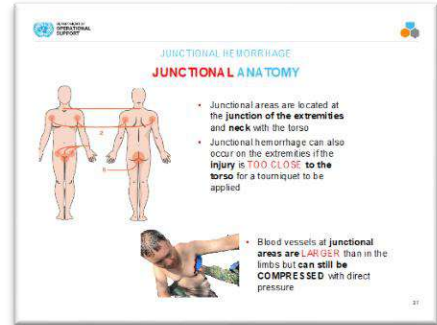 DEPARTMENT OF
OPERATIONAL
SUPPORT
JUNCTIONAL HEMORRHAGE
JUNCTIONAL ANATOMY
• Junctional areas are located at
the junction of the extremities
and neck with the torso
• Junctional hemorrhage can also
occur on the extremities if the
injury is TOO CLOSE to the
torso for a tourniquet to be
applied
• Blood vessels at junctional
areas are LARGER than in the
limbs but can still be
COMPRESSED with direct
pressure